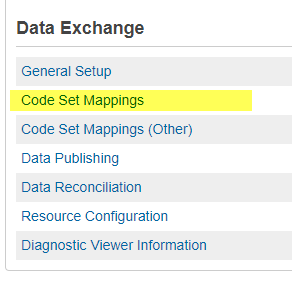 Data Exchange
General Setup
Code Set Mappings
Code Set Mappings (Other)
Data Publishing
Data Reconciliation
Resource Configuration
Diagnostic Viewer Information